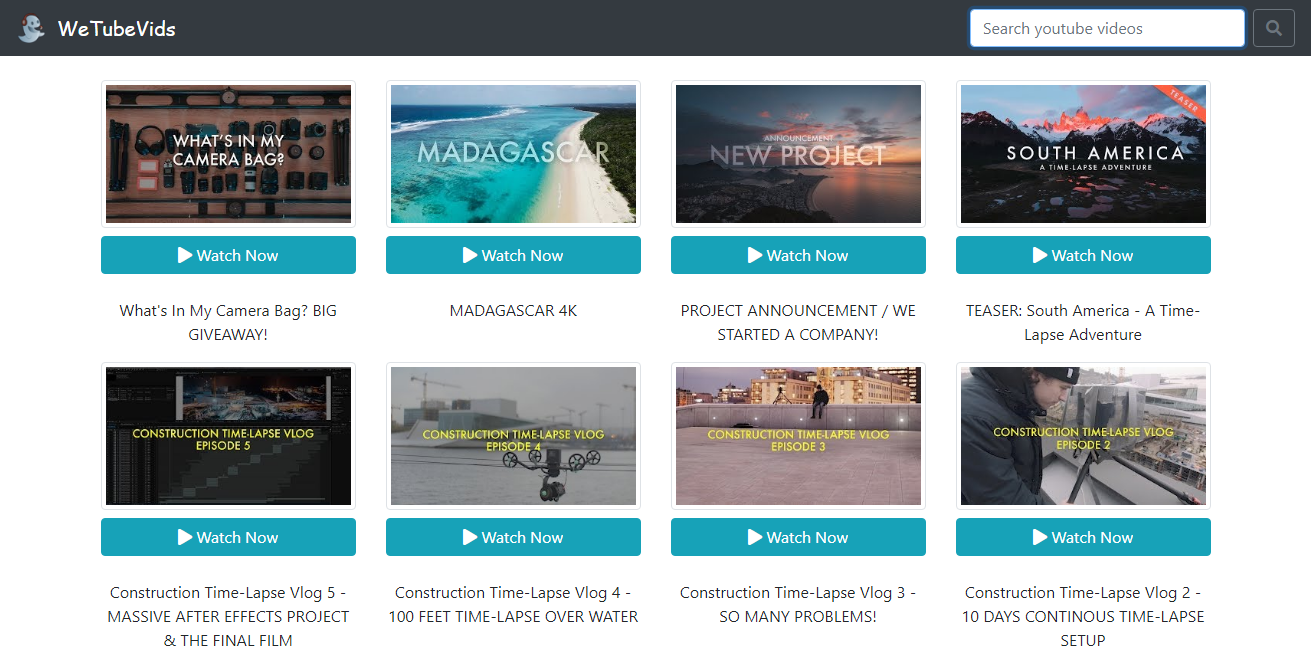 WeTubeVids
Search youtube videos
WHAT'S IN MY
CAMERA BAG?
MADAGASCAR
ANNOUNCEMENT
NEW PROJECT
TEASER
SOUTH AMERICA
A TIME-LAPSE ADVENTURE
Watch Now
Watch Now
Watch Now
Watch Now
What's In My Camera Bag? BIG
GIVEAWAY!
MADAGASCAR 4K
PROJECT ANNOUNCEMENT / WE
STARTED A COMPANY!
TEASER: South America - A Time-
Lapse Adventure
CONSTRUCTION TIME-LAPSE VLOG
EPISODE 5
CONSTRUCTION TIME-LAPSE VLOG
EPISODE 4
CONSTRUCTION TIME-LAPSE VLOG
EPISODE 3
CONSTRUCTION TIME-LAPSE VLOG
EPISODE 2
Watch Now
Watch Now
Watch Now
Watch Now
Construction Time-Lapse Vlog 5 -
MASSIVE AFTER EFFECTS PROJECT
& THE FINAL FILM
Construction Time-Lapse Vlog 4 -
100 FEET TIME-LAPSE OVER WATER
Construction Time-Lapse Vlog 3 -
SO MANY PROBLEMS!
Construction Time-Lapse Vlog 2 -
10 DAYS CONTINOUS TIME-LAPSE
SETUP